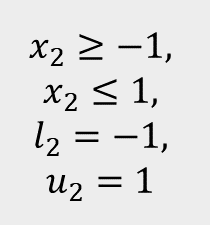 x₂ ≥ −1,
x₂ ≤ 1,
l₂ = −1,
u₂ = 1